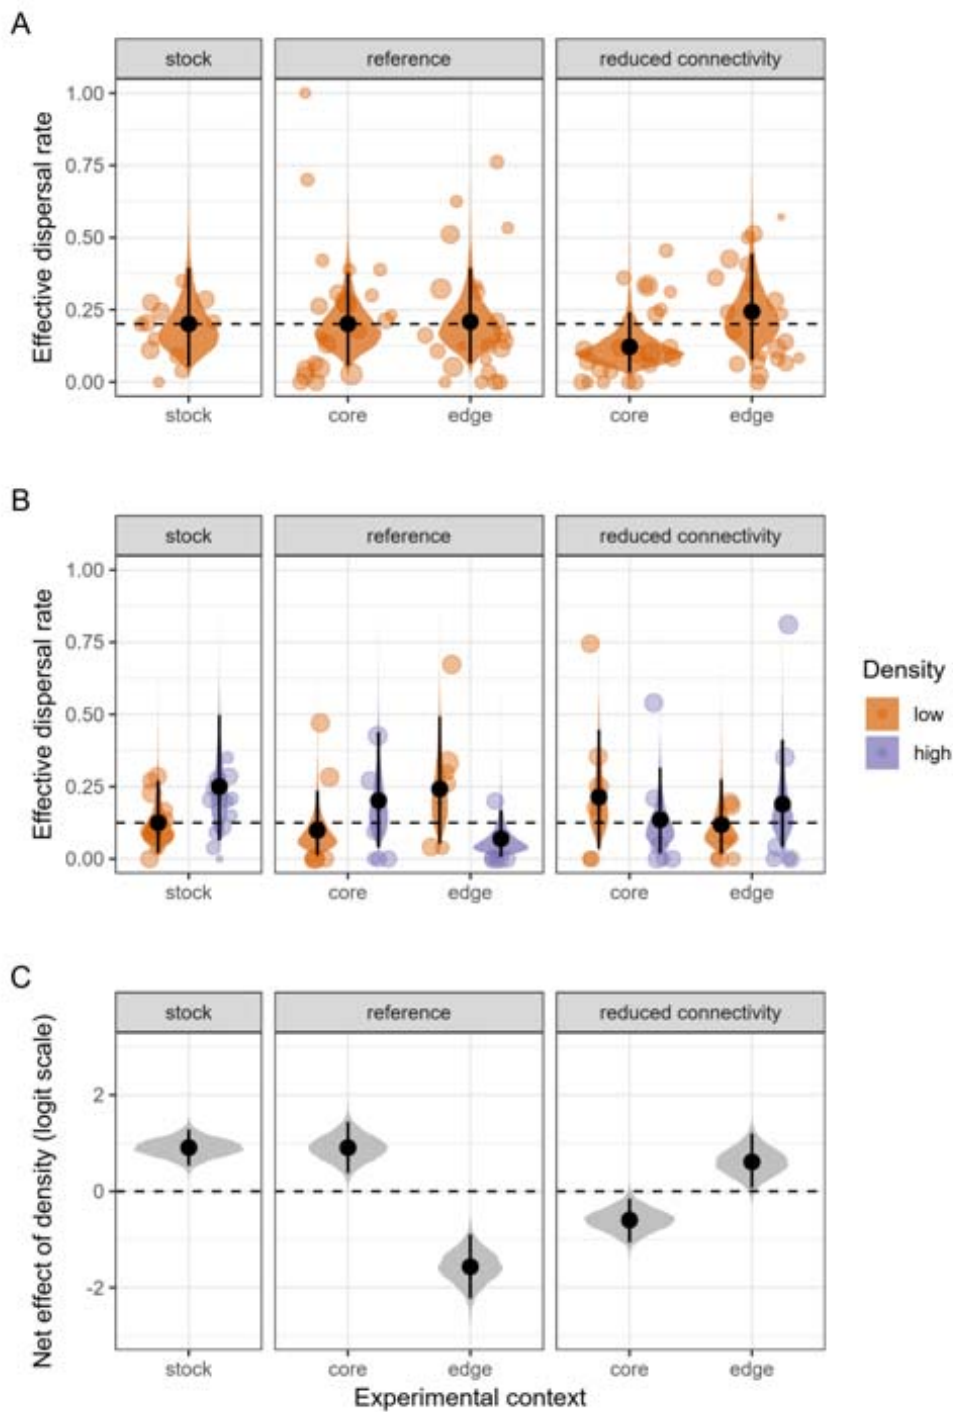 A
stock
reference
reduced connectivity
Effective dispersal rate
1.00
0.75
0.50
0.25
0.00
stock
core
edge
core
edge
B
stock
reference
reduced connectivity
Effective dispersal rate
1.00
0.75
0.50
0.25
0.00
stock
core
edge
core
edge
Density
low
high
C
stock
reference
reduced connectivity
Net effect of density (logit scale)
2
0
-2
stock
core
edge
core
edge
Experimental context